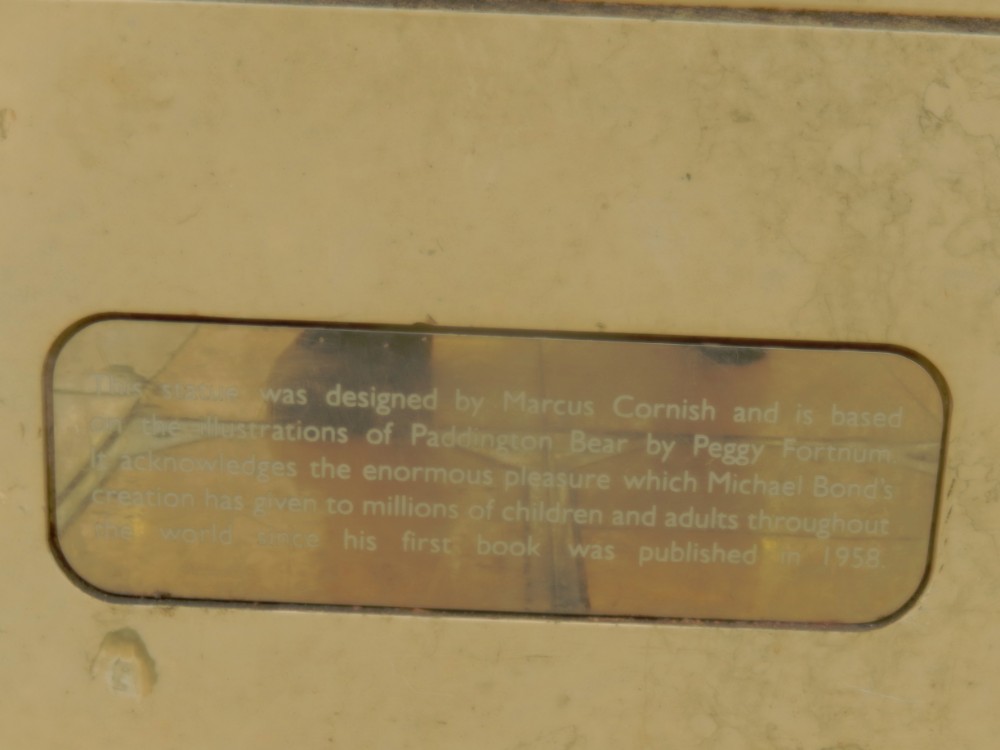 This statue was designed by Marcus Cornish and is based
on the illustrations of Paddington Bear by Peggy Fortnum
It acknowledges the enormous pleasure which Michael Bond's
creation has given to millions of children and adults throughout
the world since his first book was published in 1958.